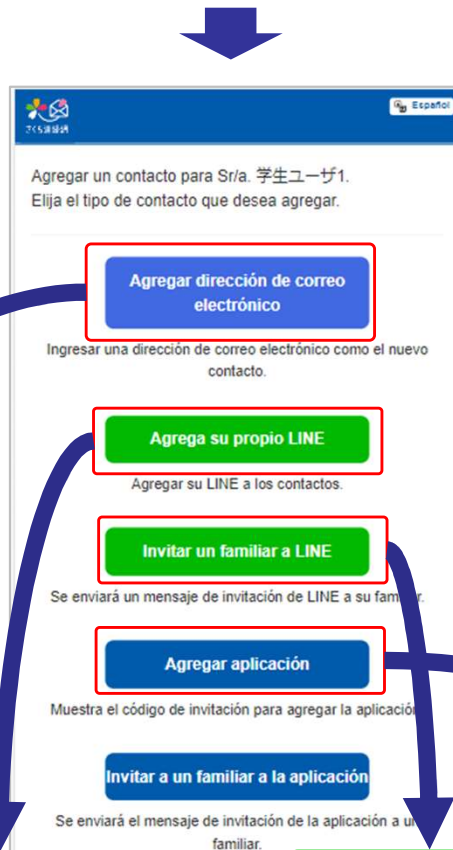 さくら連絡網
Español
Agregar un contacto para Sr/a. 学生ユーザ1.
Elija el tipo de contacto que desea agregar.
Agregar dirección de correo
electrónico
Ingresar una dirección de correo electrónico como el nuevo
contacto.
Agrega su propio LINE
Agregar su LINE a los contactos.
Invitar un familiar a LINE
Se enviará un mensaje de invitación de LINE a su familiar.
Agregar aplicación
Muestra el código de invitación para agregar la aplicación
Invitar a un familiar a la aplicación
Se enviará el mensaje de invitación de la aplicación a un
familiar.